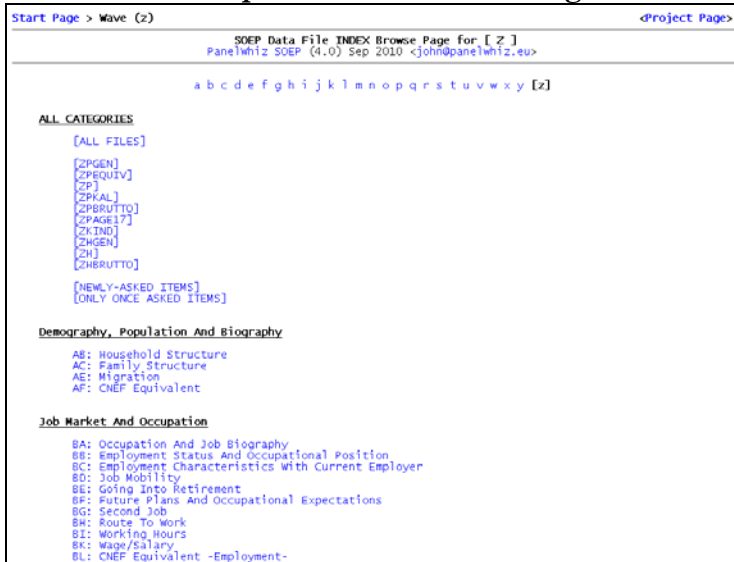 Start Page > Wave (z) <Project Page>
SOEP Data File INDEX Browse Page for [ Z ]
PanelWhiz SOEP (4.0) Sep 2010 <john@panelwhiz.eu>
a b c d e f g h i j k l m n o p q r s t u v w x y [z]
ALL CATEGORIES
[ALL FILES]
[ZPGEN]
[ZPEQUIV]
[ZP]
[ZPKAL]
[ZPBRUTTO]
[ZPAGE17]
[ZKIND]
[ZHGEN]
[ZH]
[ZHBRUTTO]
[NEWLY-ASKED ITEMS]
[ONLY ONCE ASKED ITEMS]
Demography, Population And Biography
AB: Household Structure
AC: Family Structure
AE: Migration
AF: CNEF Equivalent
Job Market And Occupation
BA: Occupation And Job Biography
BB: Employment Status And Occupational Position
BC: Employment Characteristics With Current Employer
BD: Job Mobility
BE: Going Into Retirement
BF: Future Plans And Occupational Expectations
BG: Second Job
BH: Route To Work
BI: Working Hours
BK: Wage/Salary
BL: CNEF Equivalent -Employment-